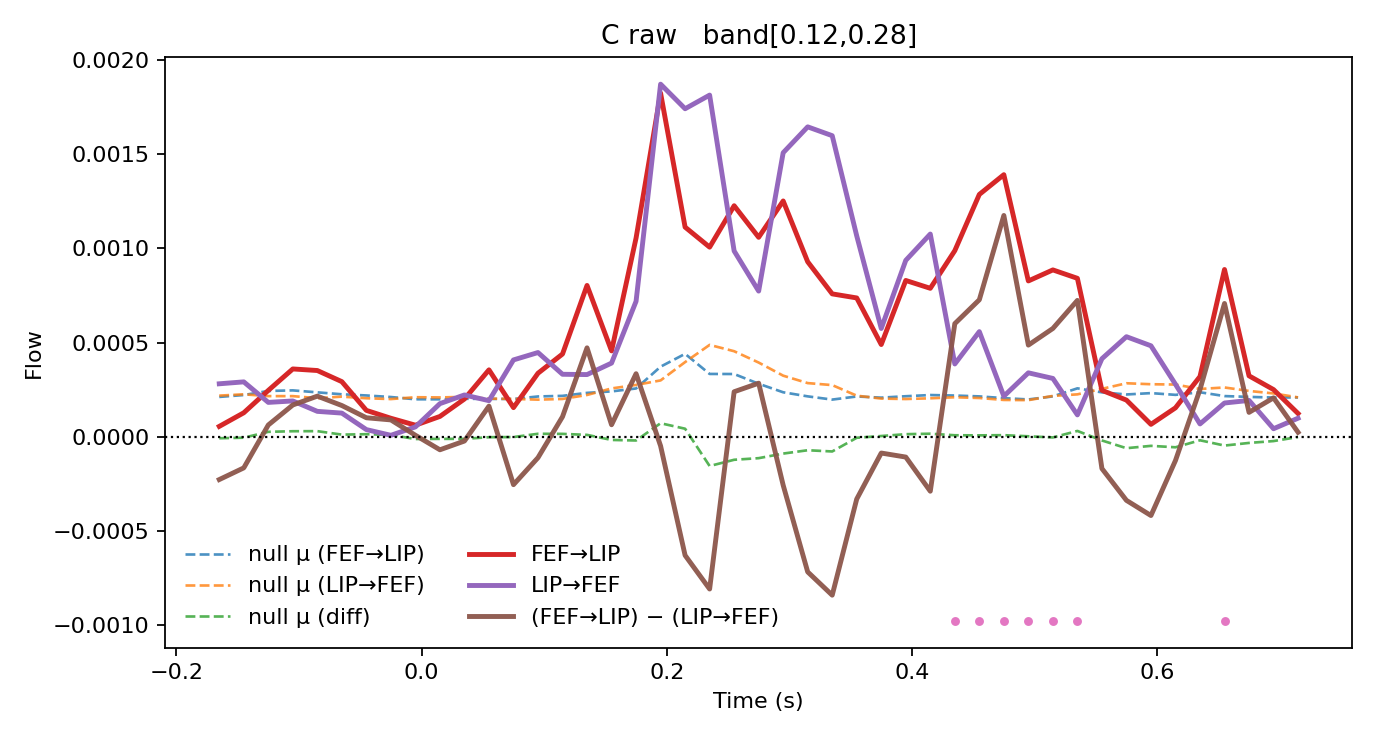 C raw   band[0.12,0.28]
0.0020
0.0015
0.0010
0.0005
0.0000
−0.0005
−0.0010
Flow
null µ (FEF→LIP)
null µ (LIP→FEF)
null µ (diff)
FEF→LIP
LIP→FEF
(FEF→LIP) − (LIP→FEF)
−0.2 0.0 0.2 0.4 0.6
Time (s)